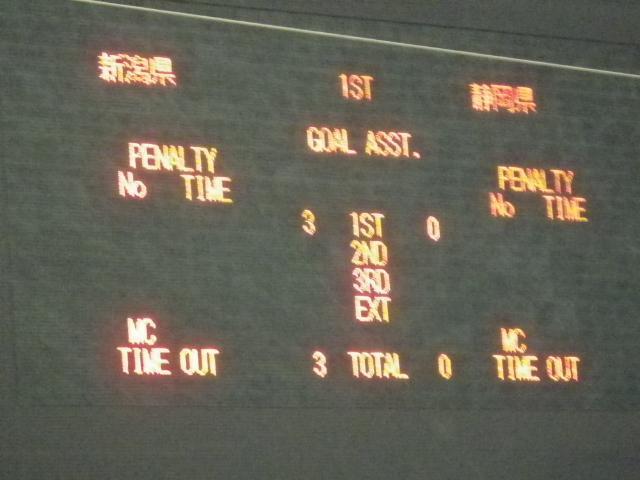 新潟県
1ST
静岡県
GOAL ASST.
PENALTY
No TIME
PENALTY
No TIME
3 1ST 0
2ND
3RD
EXT
MC
TIME OUT
3 TOTAL 0
MC
TIME OUT